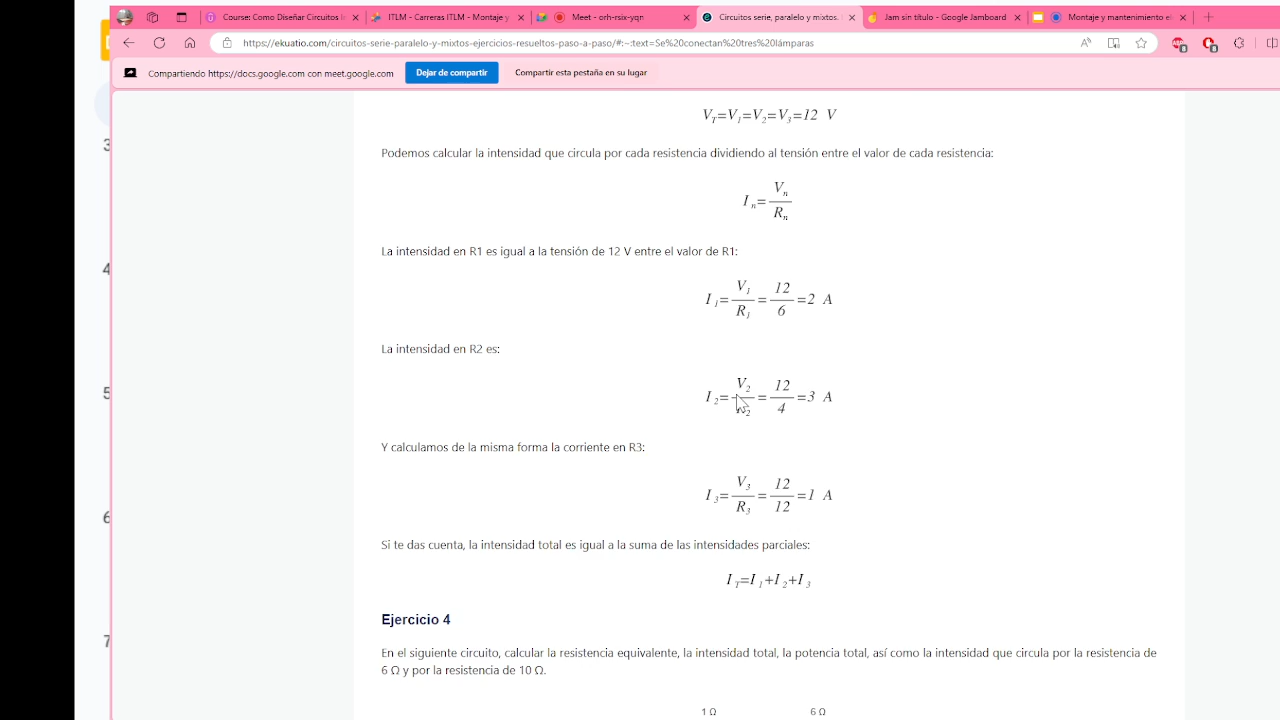 Course: Como Diseñar Circuitos l
ITLM - Carreras ITLM - Montaje y
Meet - orh-rsix-yqn
Circuitos serie, paralelo y mixtos.
Jam sin título - Google Jamboard
Montaje y mantenimiento el
https://ekuatio.com/circuitos-serie-paralelo-y-mixtos-ejercicios-resueltos-paso-a-paso/#:~:text=Se%20conectan%20tres%20lámparas
Compartiendo https://docs.google.com con meet.google.com
Dejar de compartir
Compartir esta pestaña en su lugar
V_T=V_1=V_2=V_3=12 V
Podemos calcular la intensidad que circula por cada resistencia dividiendo al tensión entre el valor de cada resistencia:
I_n=V_n/R_n
La intensidad en R1 es igual a la tensión de 12 V entre el valor de R1:
I_1=V_1/R_1=12/6=2 A
La intensidad en R2 es:
I_2=V_2/R_2=12/4=3 A
Y calculamos de la misma forma la corriente en R3:
I_3=V_3/R_3=12/12=1 A
Si te das cuenta, la intensidad total es igual a la suma de las intensidades parciales:
I_T=I_1+I_2+I_3
Ejercicio 4
En el siguiente circuito, calcular la resistencia equivalente, la intensidad total, la potencia total, así como la intensidad que circula por la resistencia de
6 Ω y por la resistencia de 10 Ω.
1 Ω
6 Ω
3
4
5
6
7